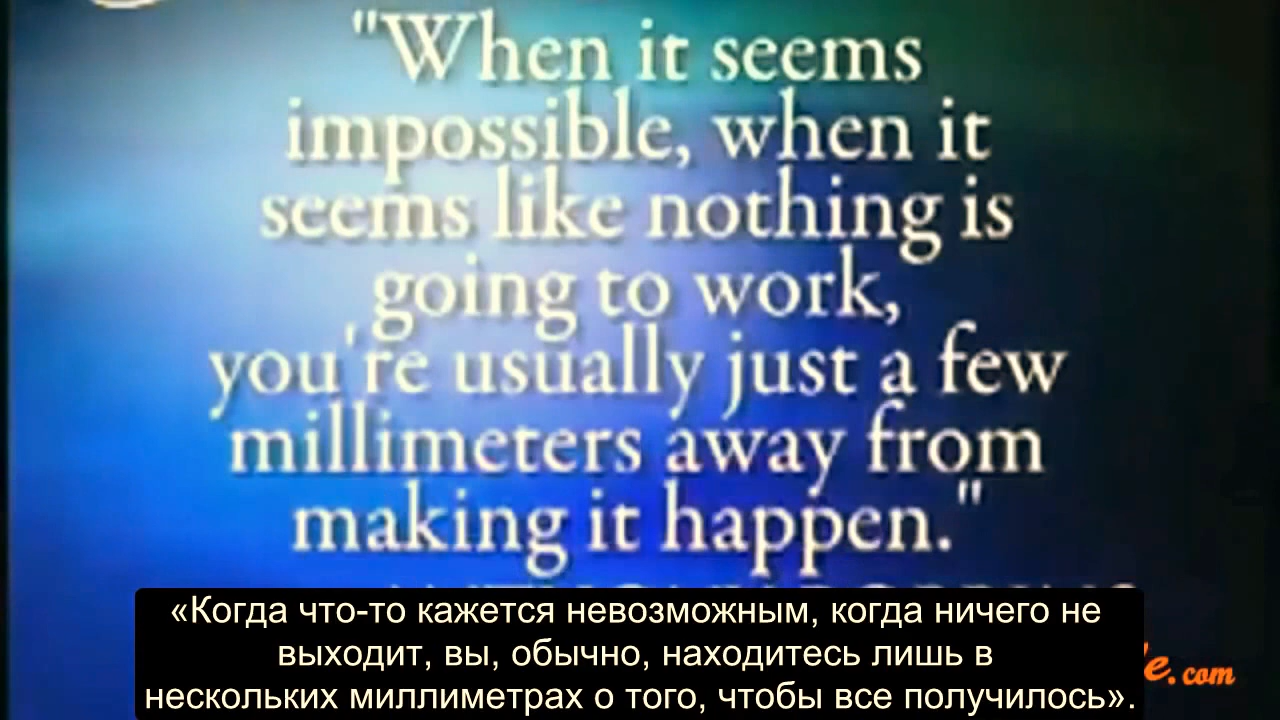 "When it seems
impossible, when it
seems like nothing is
going to work,
you're usually just a few
millimeters away from
making it happen."
«Когда что-то кажется невозможным, когда ничего не
выходит, вы, обычно, находитесь лишь в
нескольких миллиметрах о того, чтобы все получилось».
.com